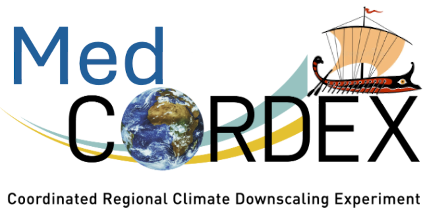 Med
CORDEX
Coordinated Regional Climate Downscaling Experiment